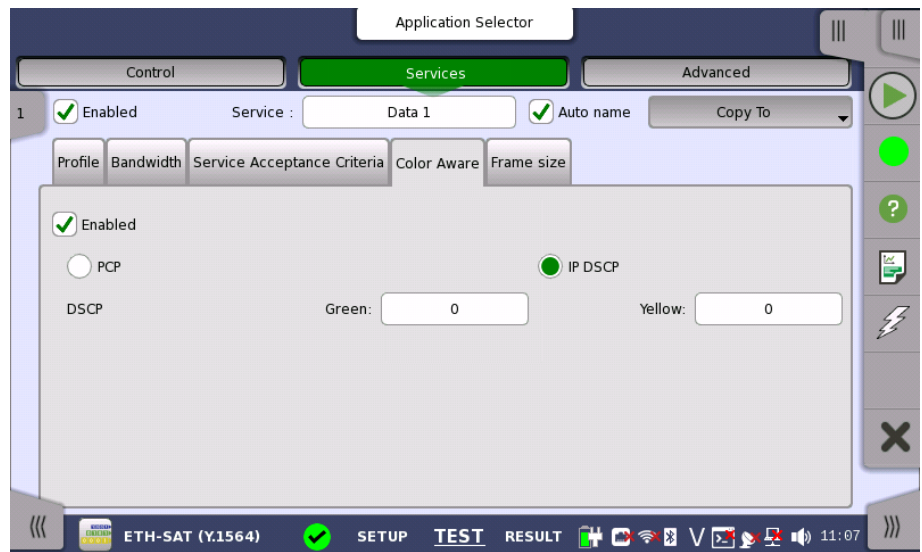 Application Selector
Control Services Advanced
1 Enabled Service : Data 1 Auto name Copy To
Profile Bandwidth Service Acceptance Criteria Color Aware Frame size
Enabled
PCP IP DSCP
DSCP Green: 0 Yellow: 0
ETH-SAT (Y.1564) SETUP TEST RESULT V 11:07